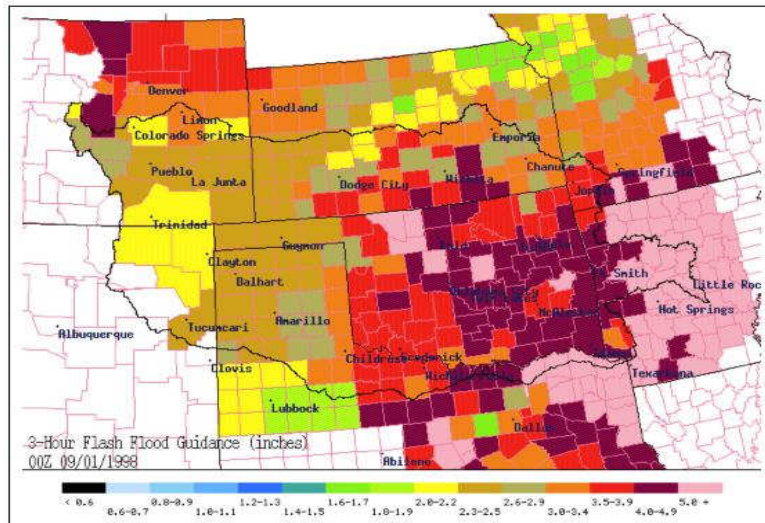 Denver
Limon
Goodland
Colorado Springs
Emporia
Pueblo
La Junta
Dodge City
Wichita
Chanute
Springfield
Joplin
Trinidad
Guymon
Enid
Clayton
Dalhart
Ft Smith
Little Roc
McAlester
Hot Springs
Tucumcari
Amarillo
Albuquerque
Clovis
Childress
Frederick
Texarkana
Lubbock
Dallas
3-Hour Flash Flood Guidance (inches)
00Z 09/01/1998
Abilene
< 0.6 0.8-0.9 1.2-1.3 1.6-1.7 2.0-2.2 2.6-2.9 3.5-3.9 5.0 +
0.6-0.7 1.0-1.1 1.4-1.5 1.8-1.9 2.3-2.5 3.0-3.4 4.0-4.9